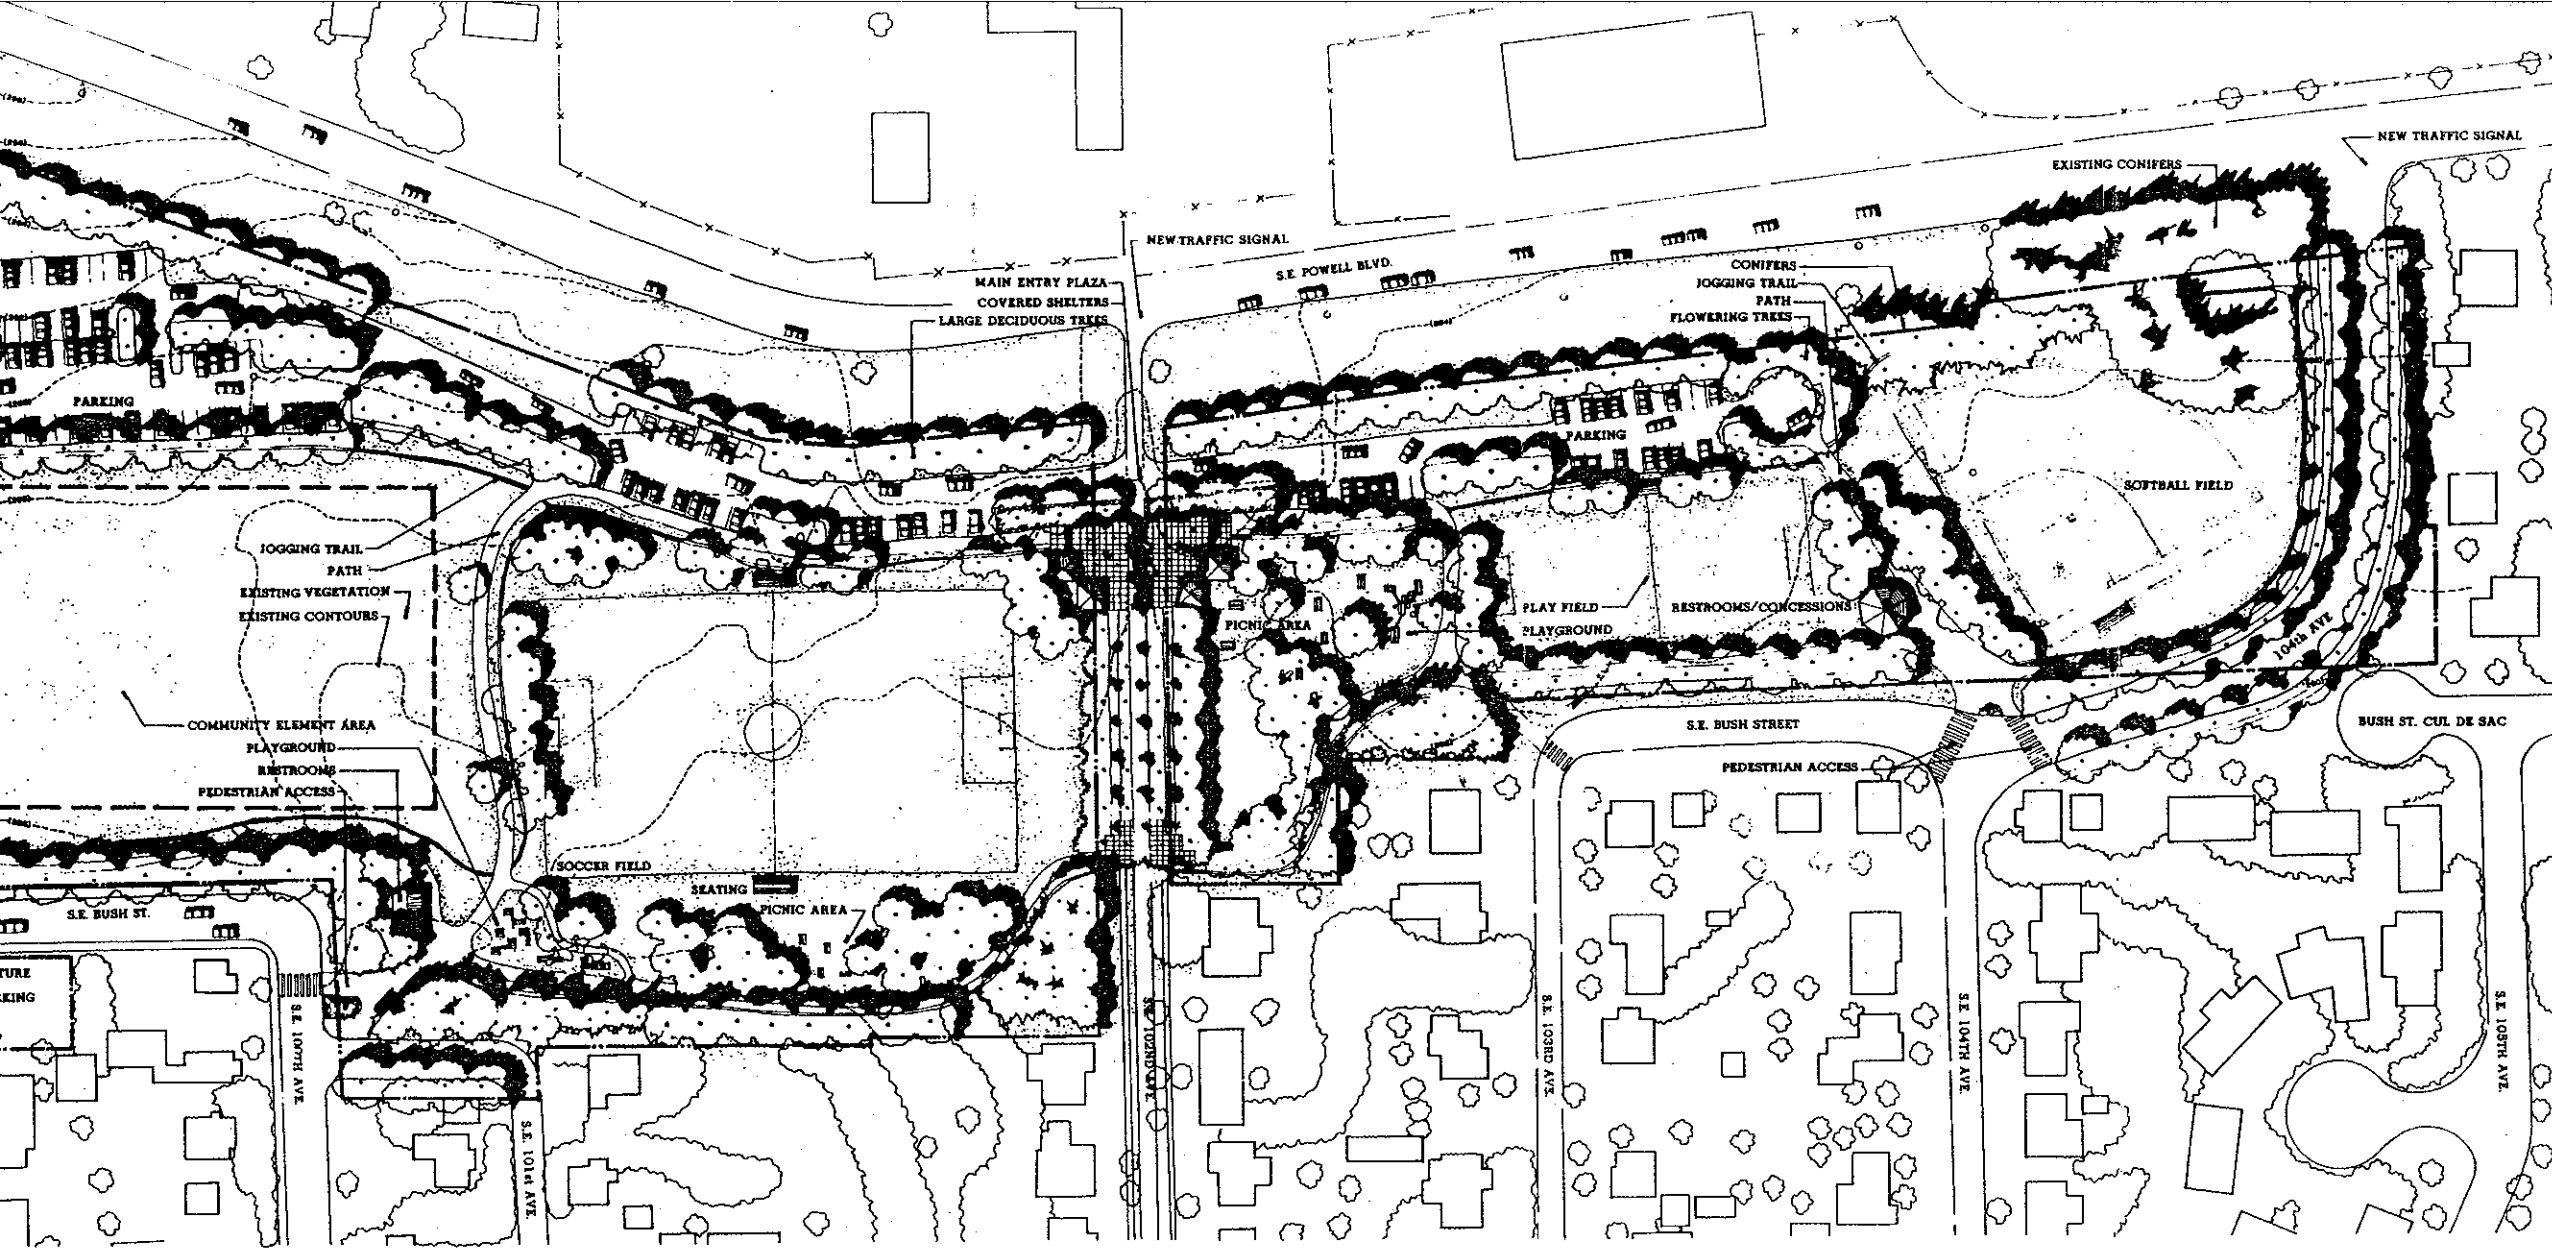 NEW TRAFFIC SIGNAL
EXISTING CONIFERS
NEW TRAFFIC SIGNAL
S.E. POWELL BLVD.
MAIN ENTRY PLAZA
COVERED SHELTERS
LARGE DECIDUOUS TREES
CONIFERS
JOGGING TRAIL
PATH
FLOWERING TREES
PARKING
PARKING
SOFTBALL FIELD
JOGGING TRAIL
PATH
EXISTING VEGETATION
EXISTING CONTOURS
PLAY FIELD
RESTROOMS/CONCESSIONS
PICNIC AREA
PLAYGROUND
104th AVE
COMMUNITY ELEMENT AREA
PLAYGROUND
RESTROOMS
PEDESTRIAN ACCESS
S.E. BUSH STREET
BUSH ST. CUL DE SAC
PEDESTRIAN ACCESS
SOCCER FIELD
SEATING
PICNIC AREA
S.E. BUSH ST.
TURE
KING
S.E. 100TH AVE.
S.E. 101st AVE.
S.E. 102ND AVE.
S.E. 103RD AVE.
S.E. 104TH AVE.
S.E. 105TH AVE.